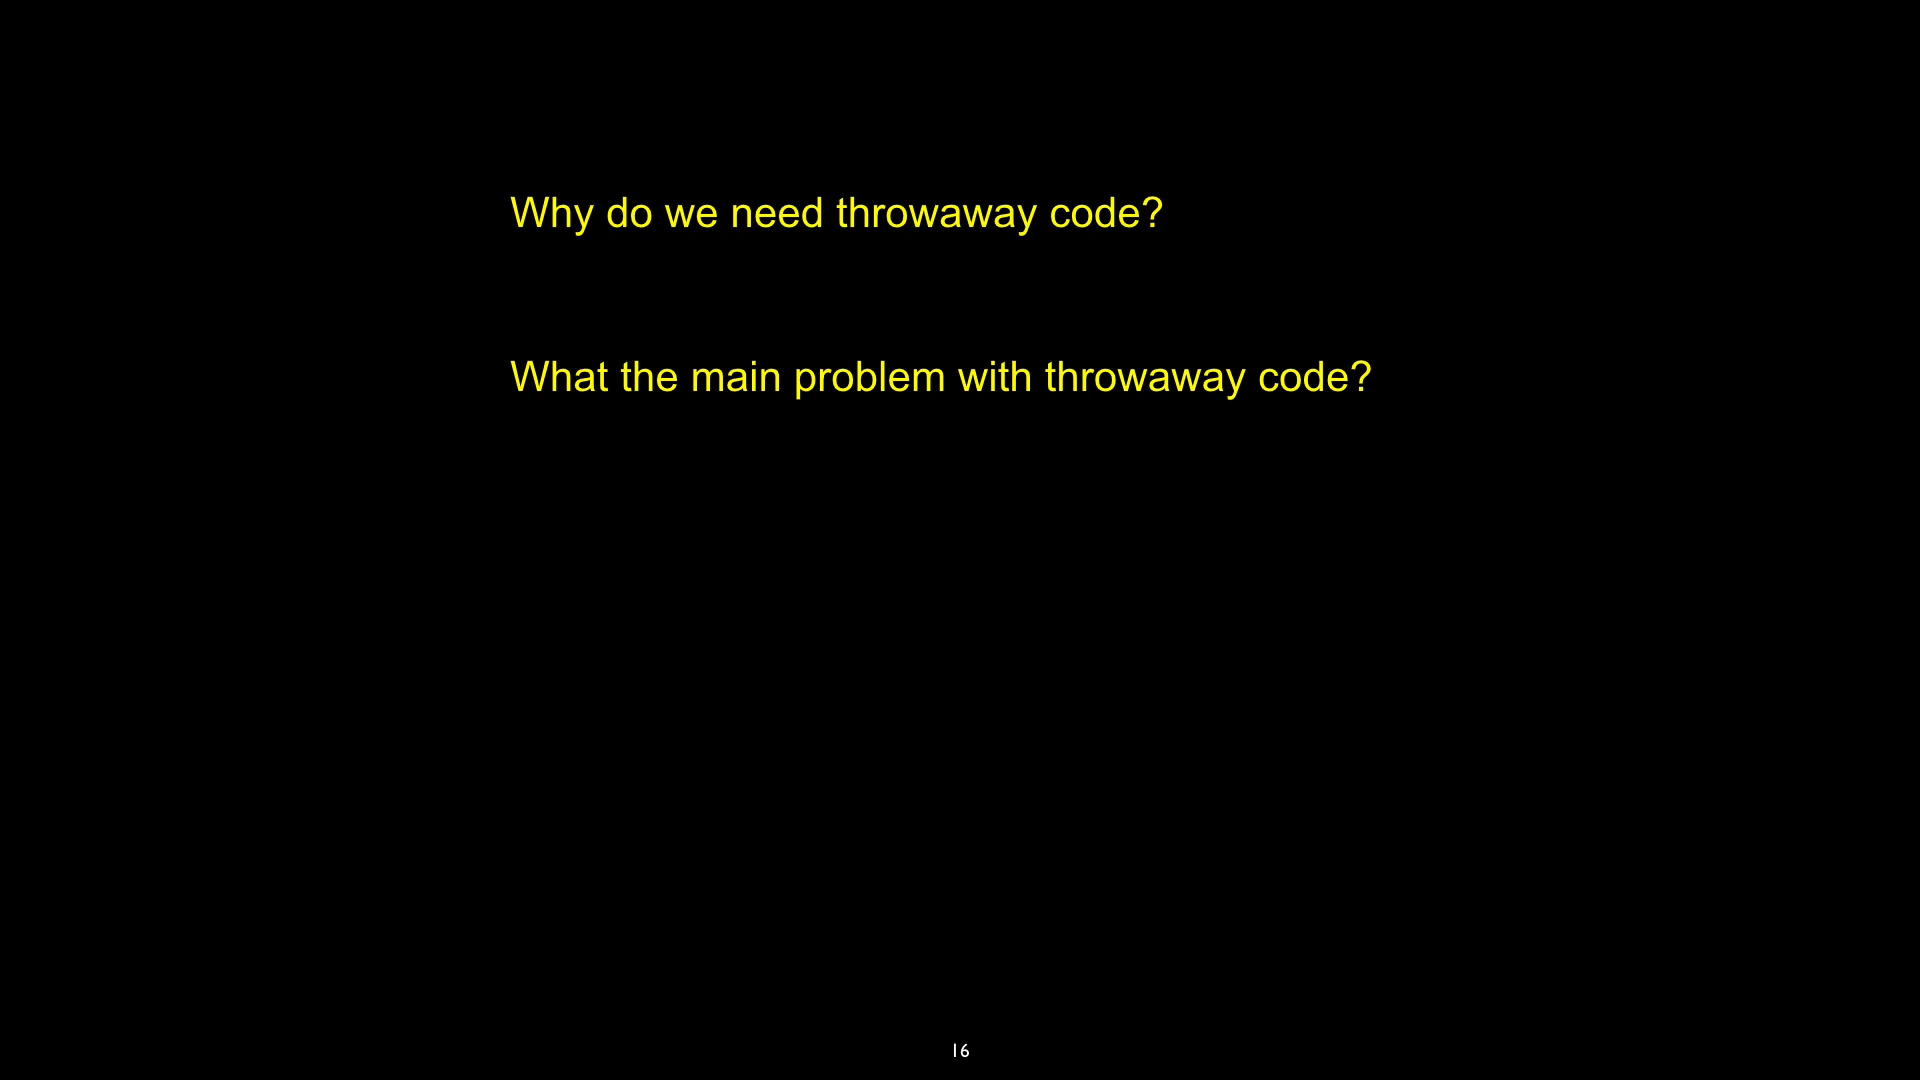 Why do we need throwaway code?
What the main problem with throwaway code?
16